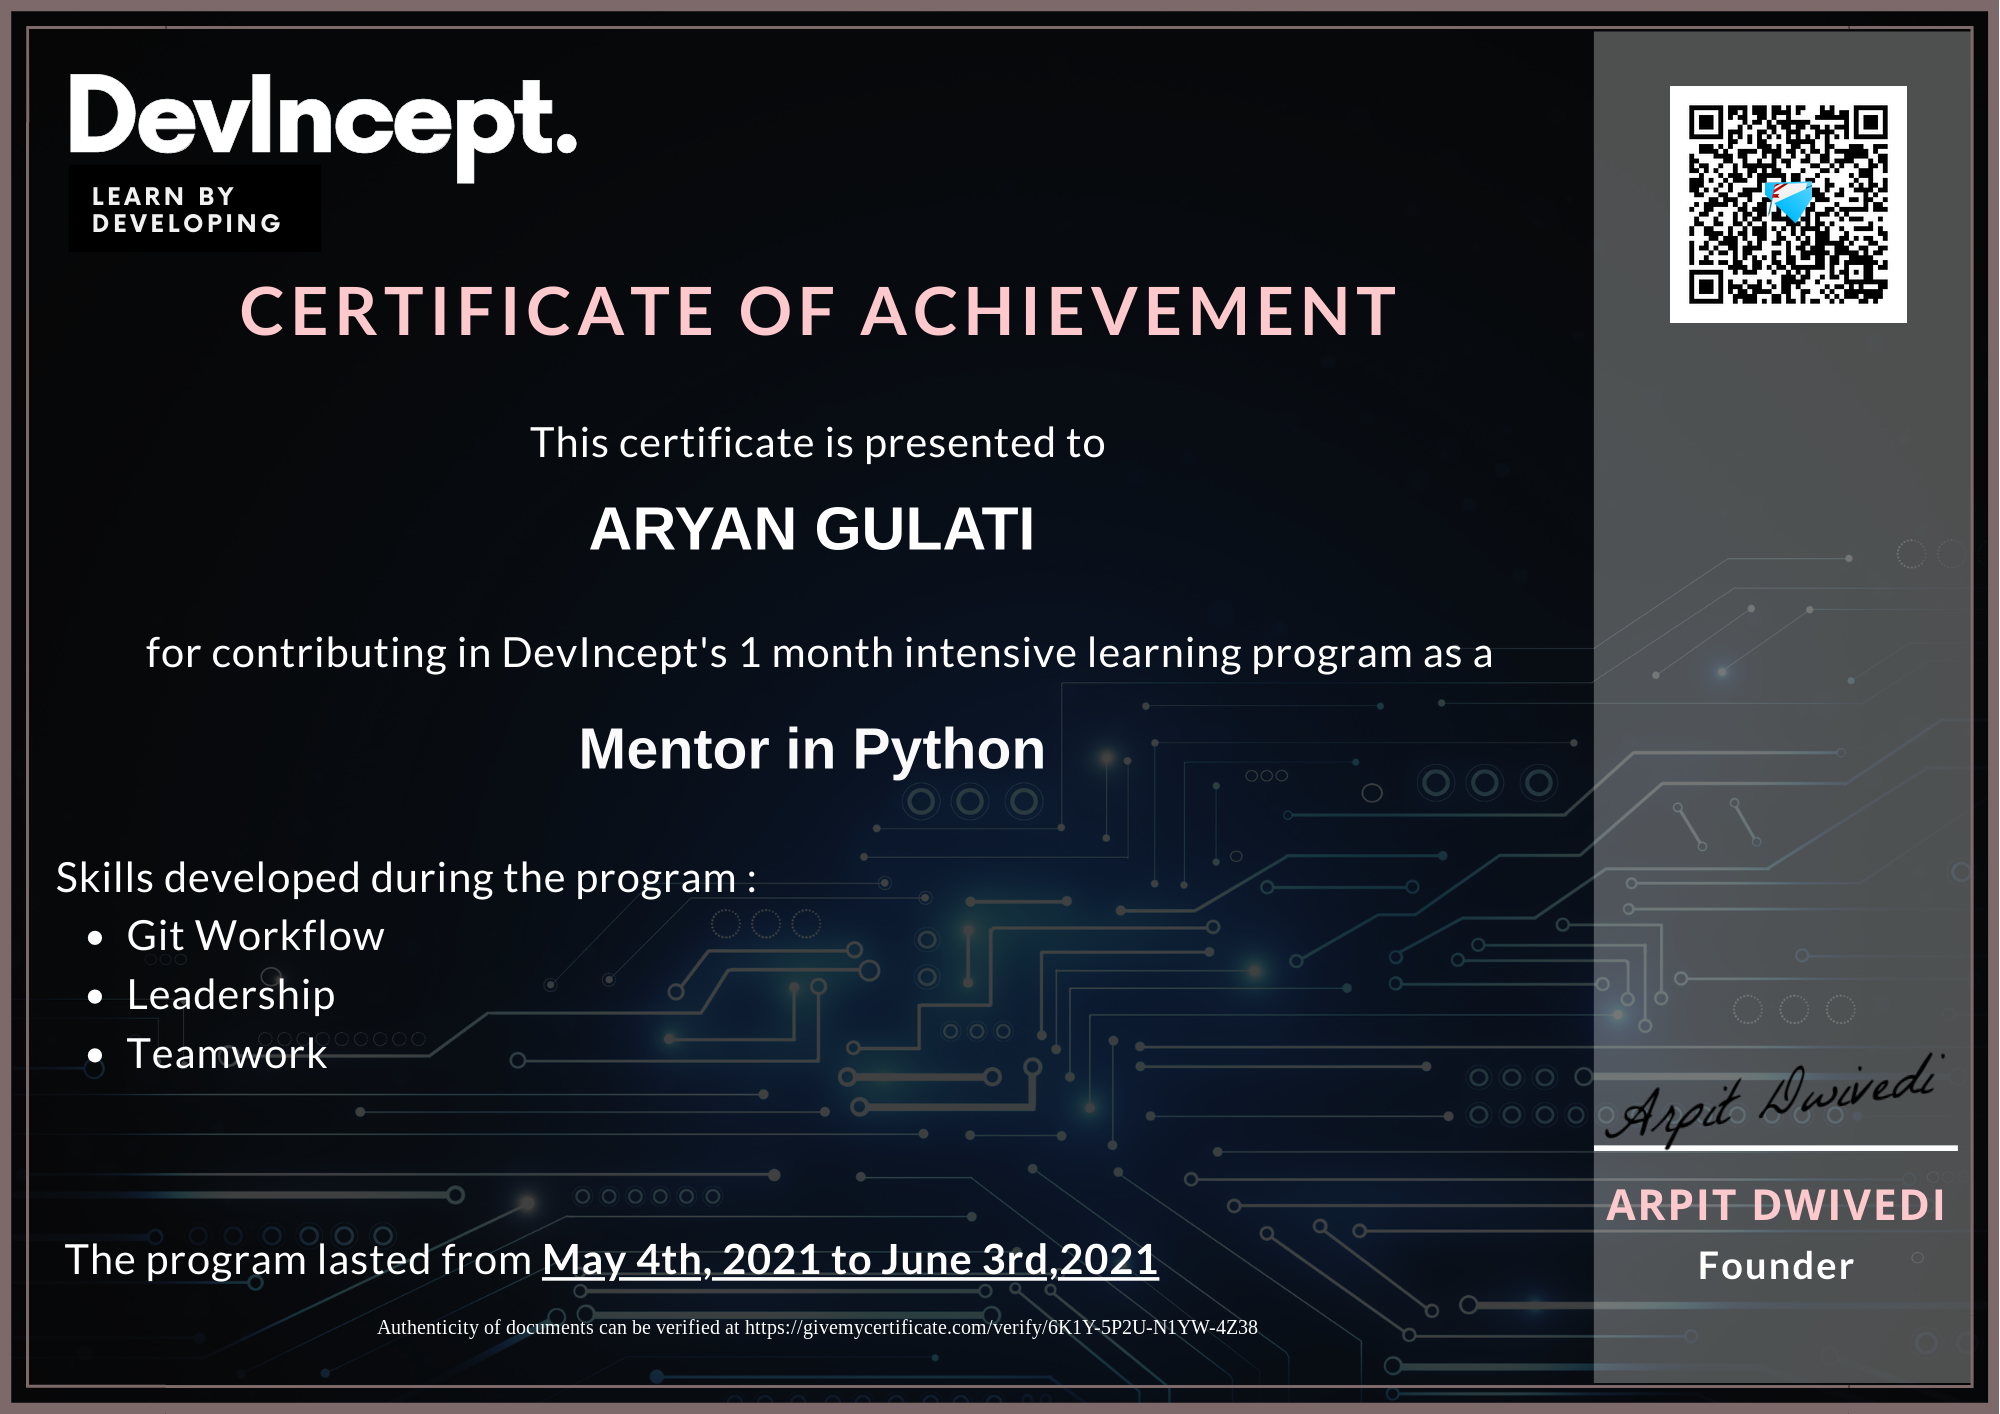 DevIncept.
LEARN BY
DEVELOPING
CERTIFICATE OF ACHIEVEMENT
This certificate is presented to
ARYAN GULATI
for contributing in DevIncept's 1 month intensive learning program as a
Mentor in Python
Skills developed during the program :
• Git Workflow
• Leadership
• Teamwork
The program lasted from May 4th, 2021 to June 3rd,2021
Authenticity of documents can be verified at https://givemycertificate.com/verify/6K1Y-5P2U-N1YW-4Z38
Arpit Dwivedi
ARPIT DWIVEDI
Founder